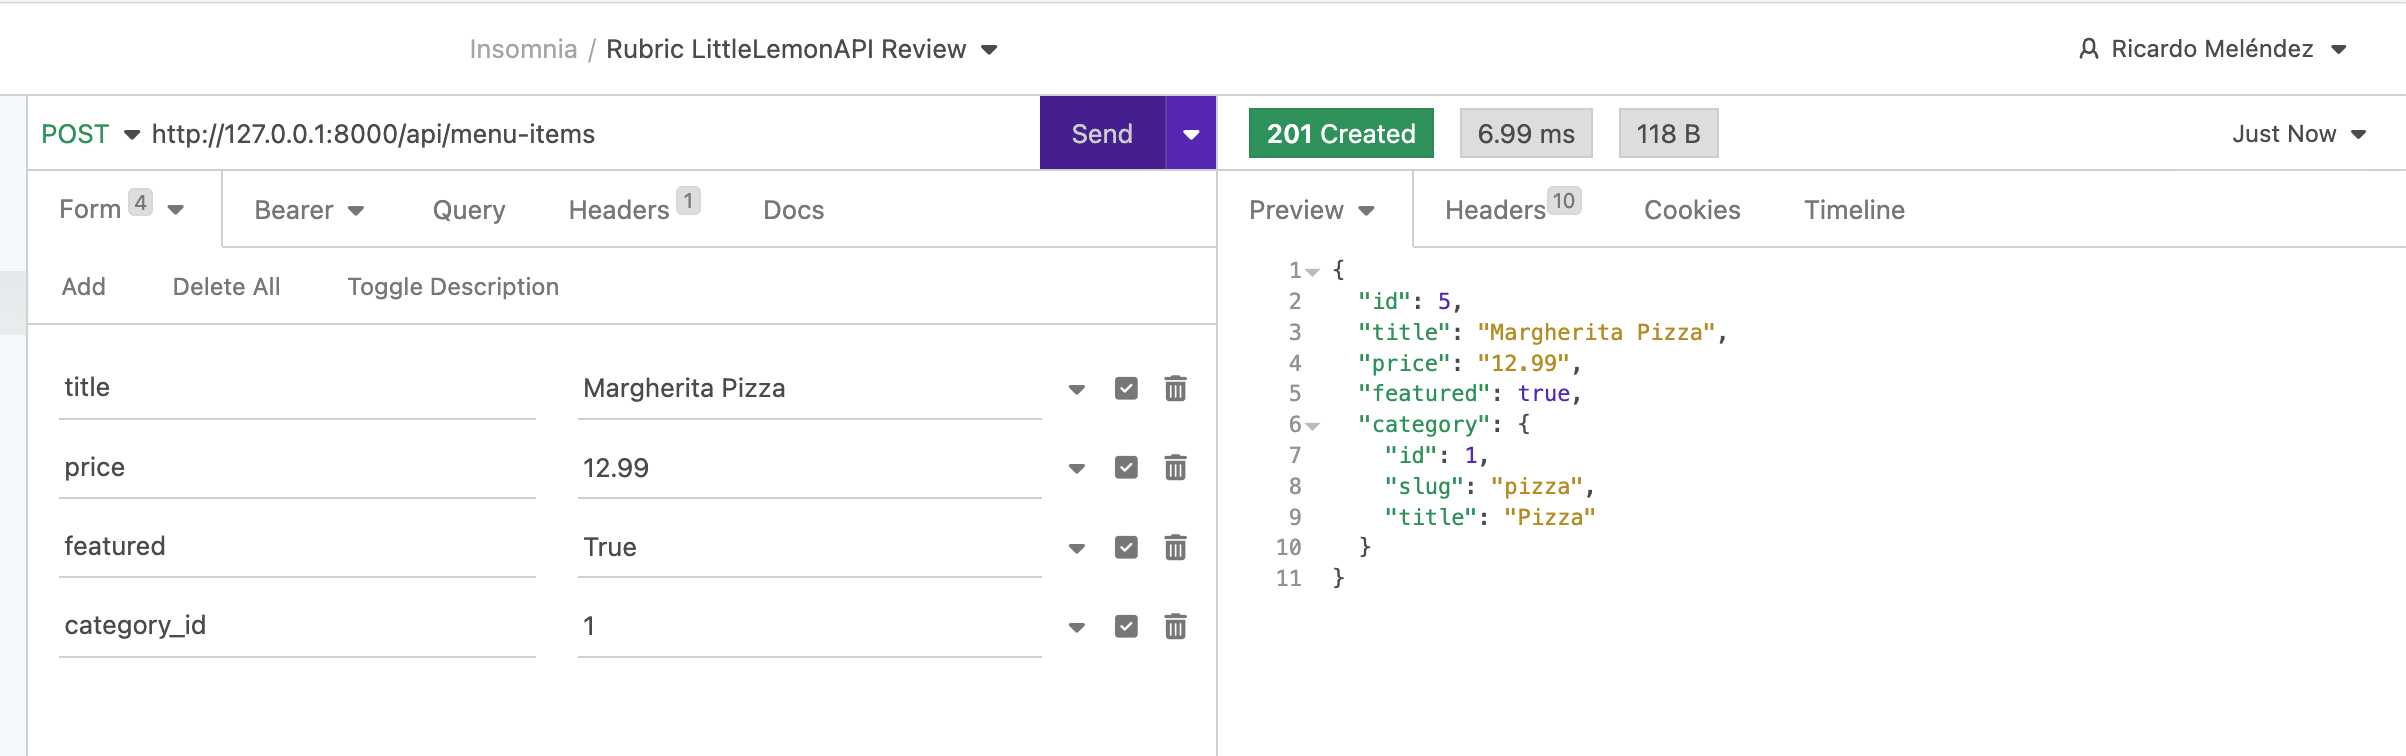 Insomnia / Rubric LittleLemonAPI Review
Ricardo Meléndez
POST http://127.0.0.1:8000/api/menu-items Send
201 Created 6.99 ms 118 B Just Now
Form 4 Bearer Query Headers 1 Docs
Preview Headers 10 Cookies Timeline
Add Delete All Toggle Description
title Margherita Pizza
price 12.99
featured True
category_id 1
1 {
2 "id": 5,
3 "title": "Margherita Pizza",
4 "price": "12.99",
5 "featured": true,
6 "category": {
7 "id": 1,
8 "slug": "pizza",
9 "title": "Pizza"
10 }
11 }